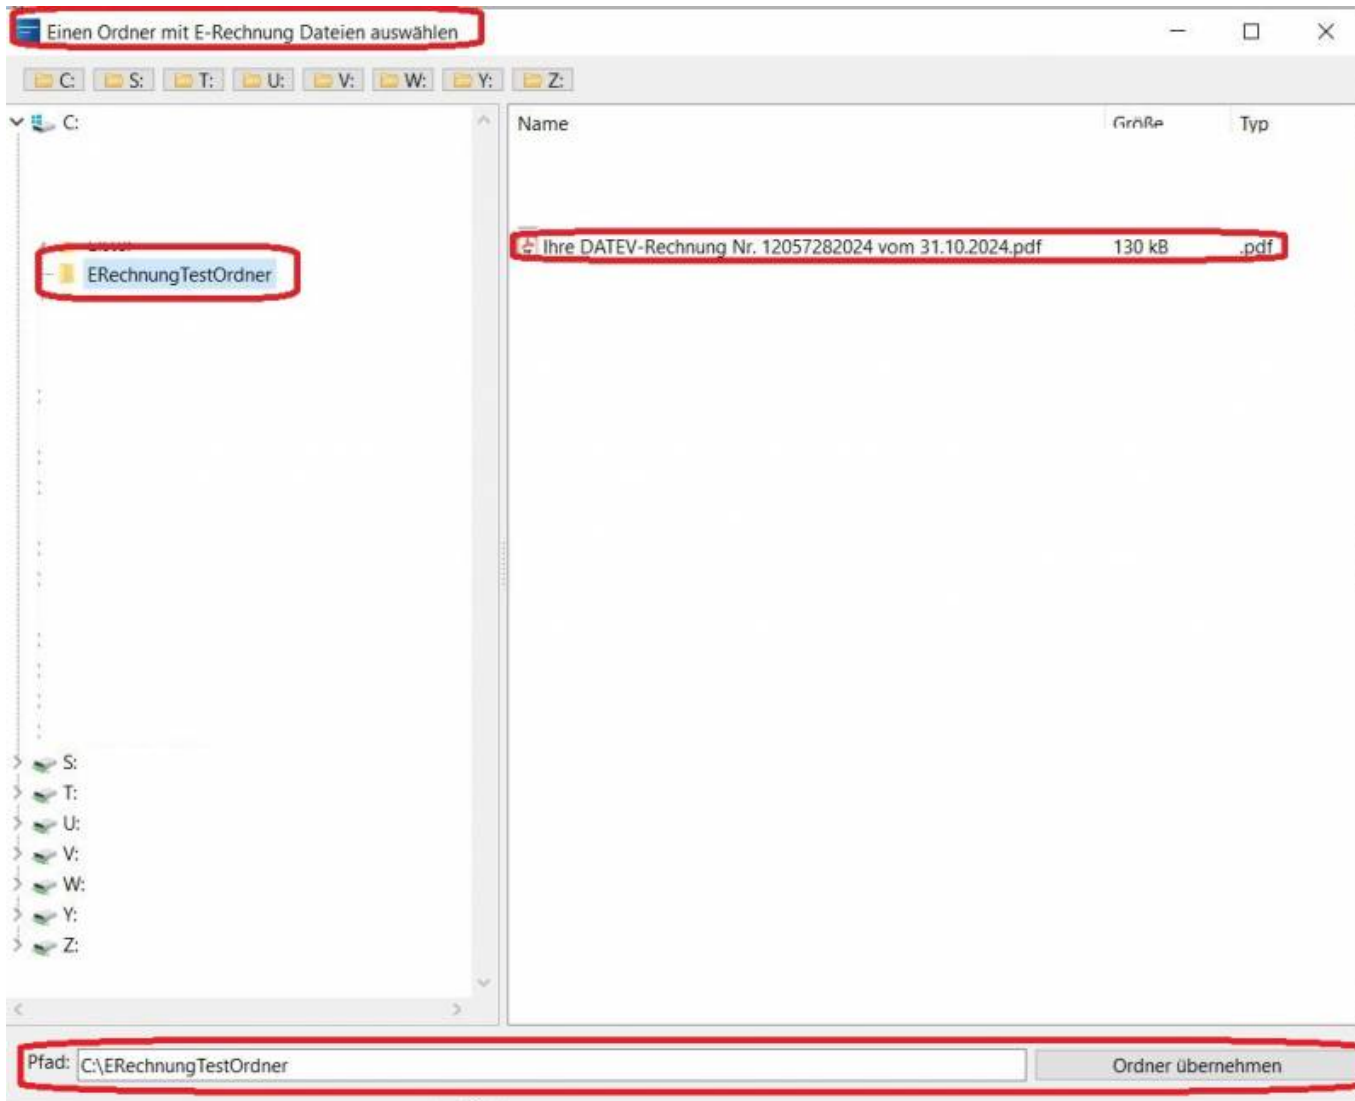 Einen Ordner mit E-Rechnung Dateien auswählen
C: S: T: U: V: W: Y: Z:
C:
Name Größe Typ
Ihre DATEV-Rechnung Nr. 12057282024 vom 31.10.2024.pdf 130 kB .pdf
ERechnungTestOrdner
S:
T:
U:
V:
W:
Y:
Z:
Pfad: C:\ERechnungTestOrdner Ordner übernehmen